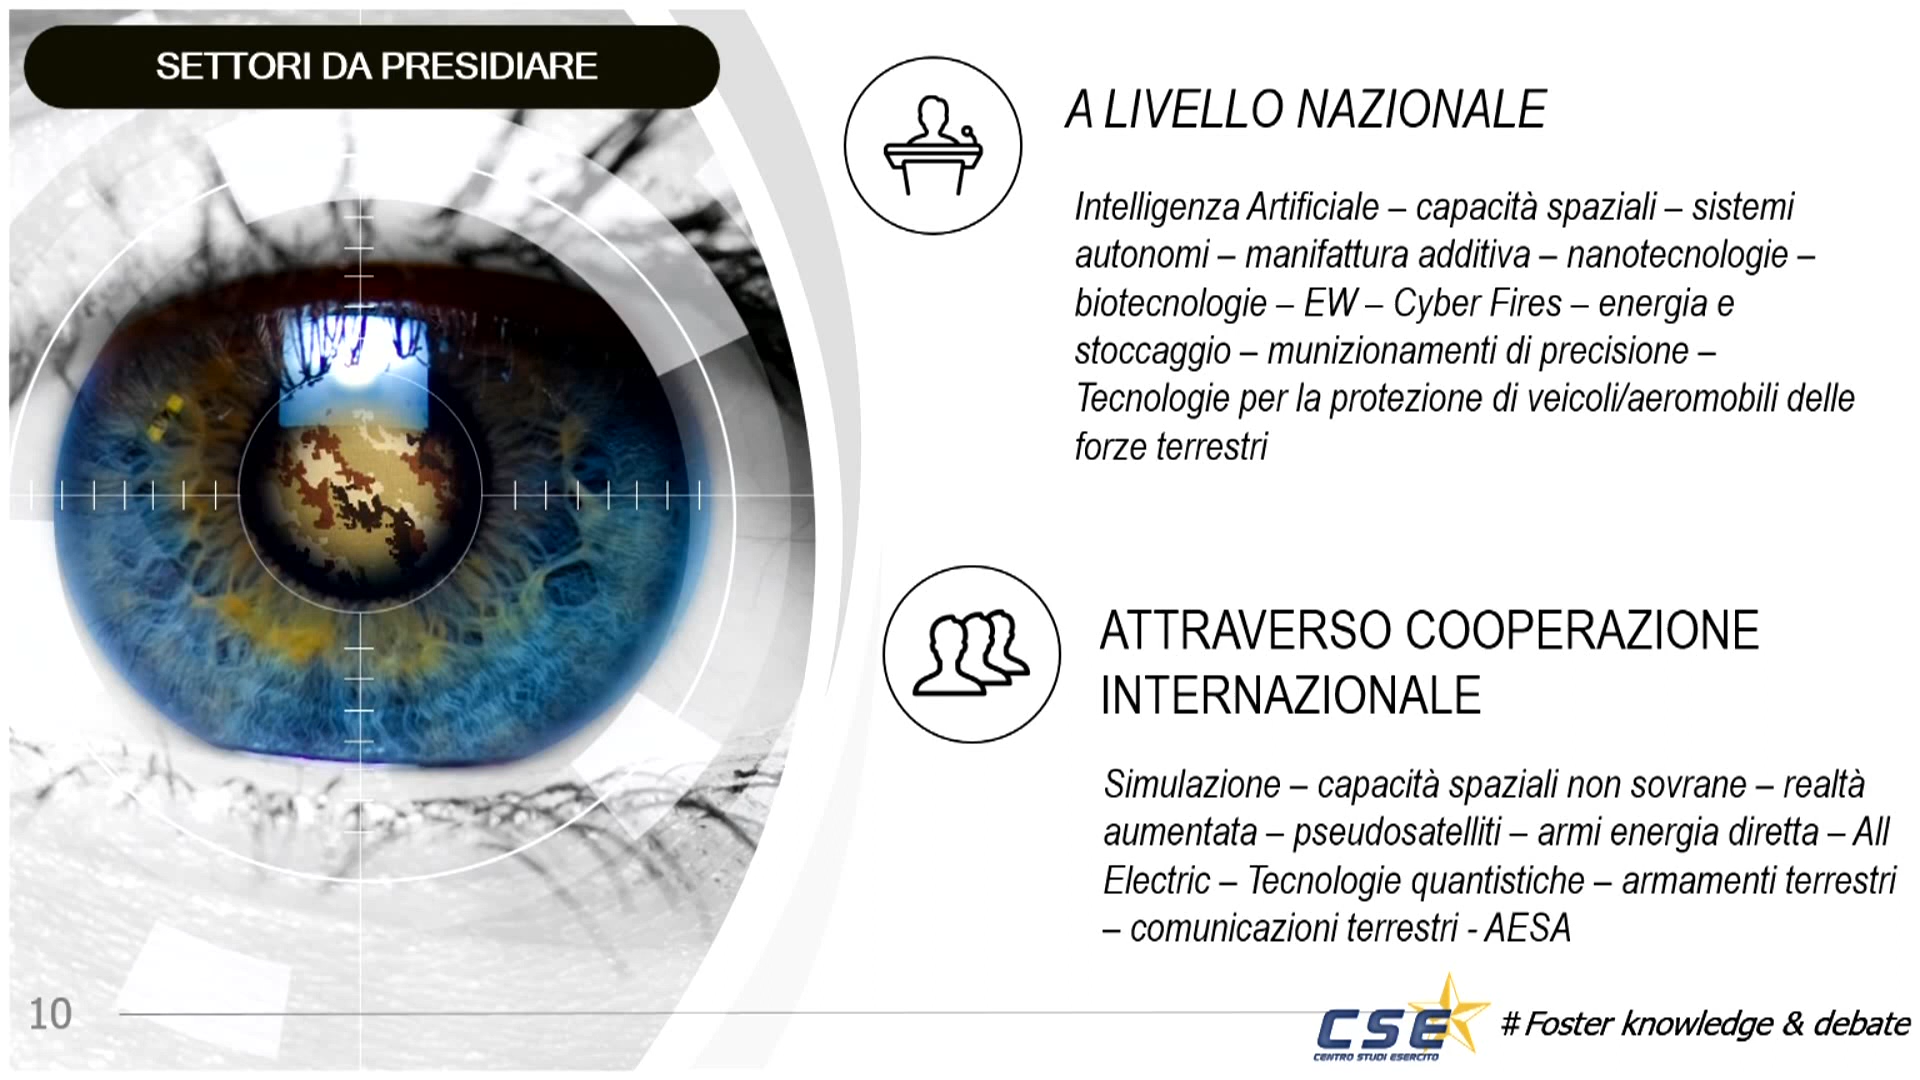 SETTORI DA PRESIDIARE
A LIVELLO NAZIONALE
Intelligenza Artificiale – capacità spaziali – sistemi
autonomi – manifattura additiva – nanotecnologie –
biotecnologie – EW – Cyber Fires – energia e
stoccaggio – munizionamenti di precisione –
Tecnologie per la protezione di veicoli/aeromobili delle
forze terrestri
ATTRAVERSO COOPERAZIONE
INTERNAZIONALE
Simulazione – capacità spaziali non sovrane – realtà
aumentata – pseudosatelliti – armi energia diretta – All
Electric – Tecnologie quantistiche – armamenti terrestri
– comunicazioni terrestri - AESA
10
CSE
CENTRO STUDI ESERCITO
# Foster knowledge & debate